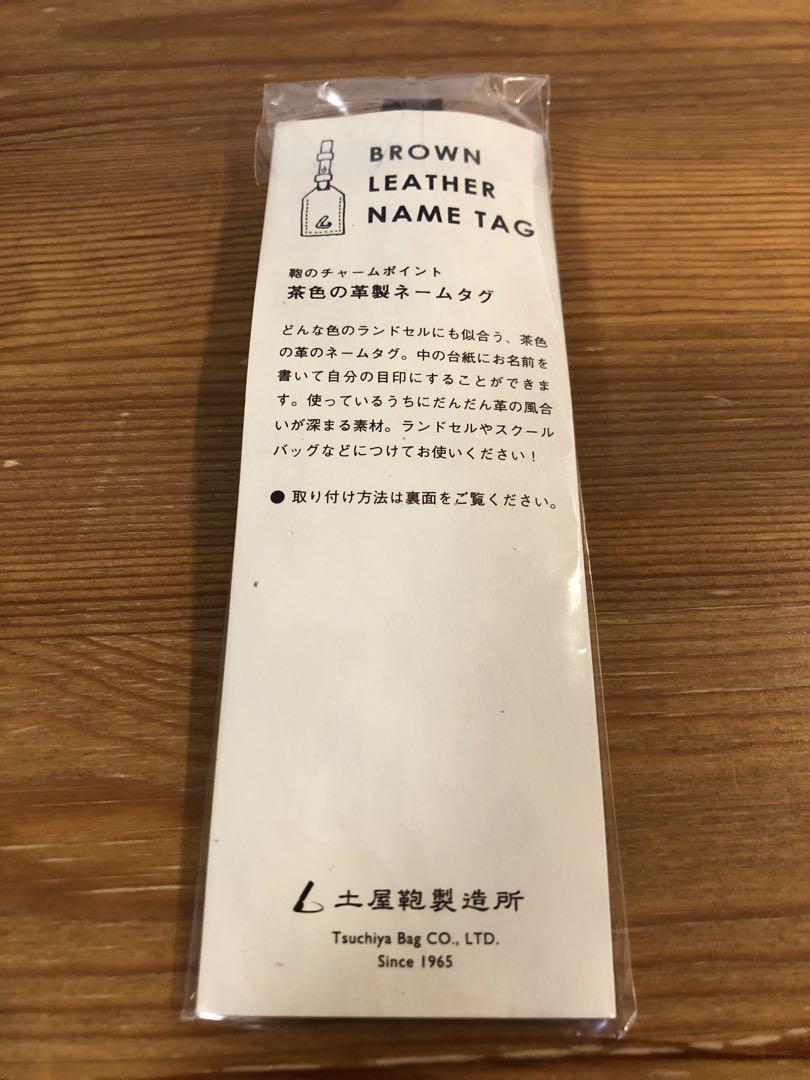 BROWN
LEATHER
NAME TAG
鞄のチャームポイント
茶色の革製ネームタグ
どんな色のランドセルにも似合う、茶色
の革のネームタグ。中の台紙にお名前を
書いて自分の目印にすることができま
す。使っているうちにだんだん革の風合
いが深まる素材。ランドセルやスクール
バッグなどにつけてお使いください！
● 取り付け方法は裏面をご覧ください。
土屋鞄製造所
Tsuchiya Bag CO., LTD.
Since 1965